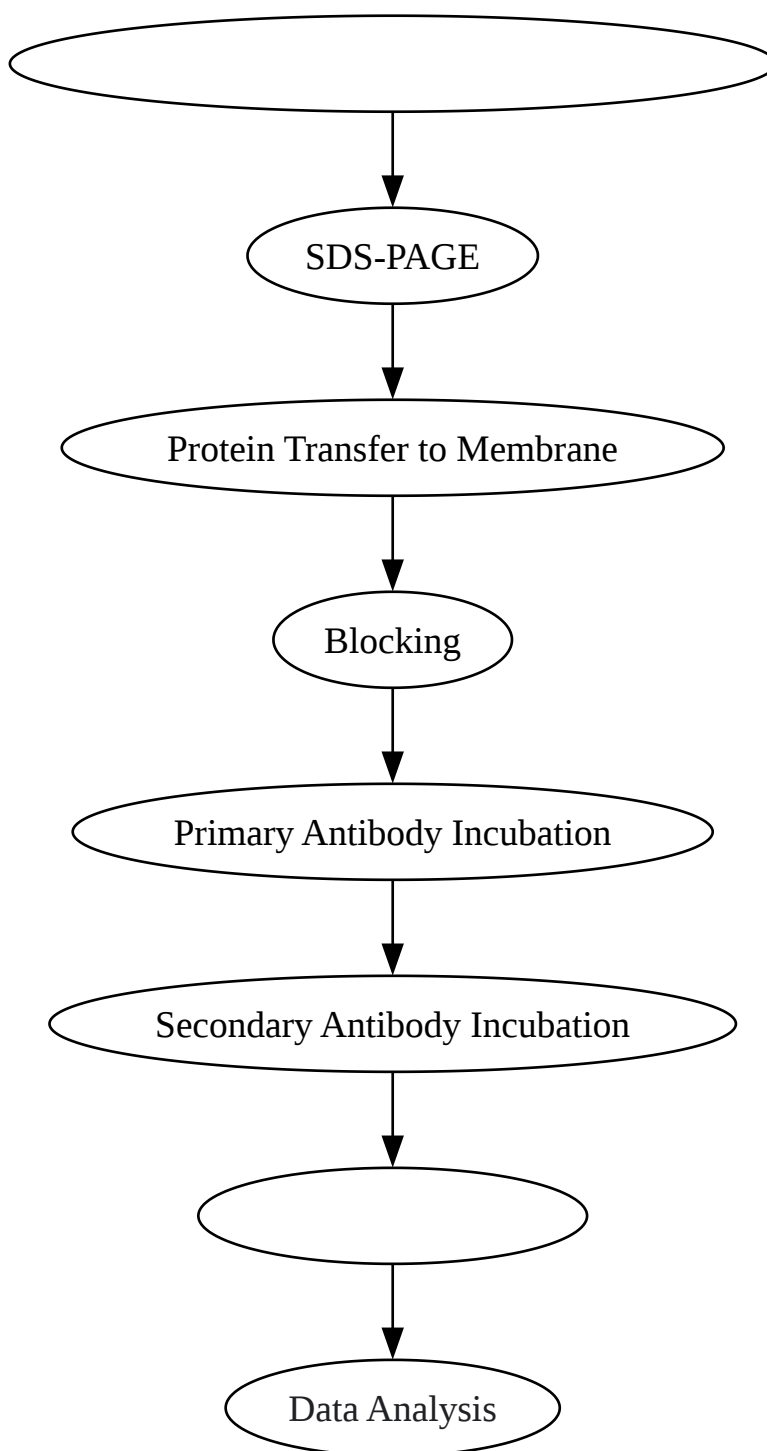 SDS-PAGE
Protein Transfer to Membrane
Blocking
Primary Antibody Incubation
Secondary Antibody Incubation
Data Analysis